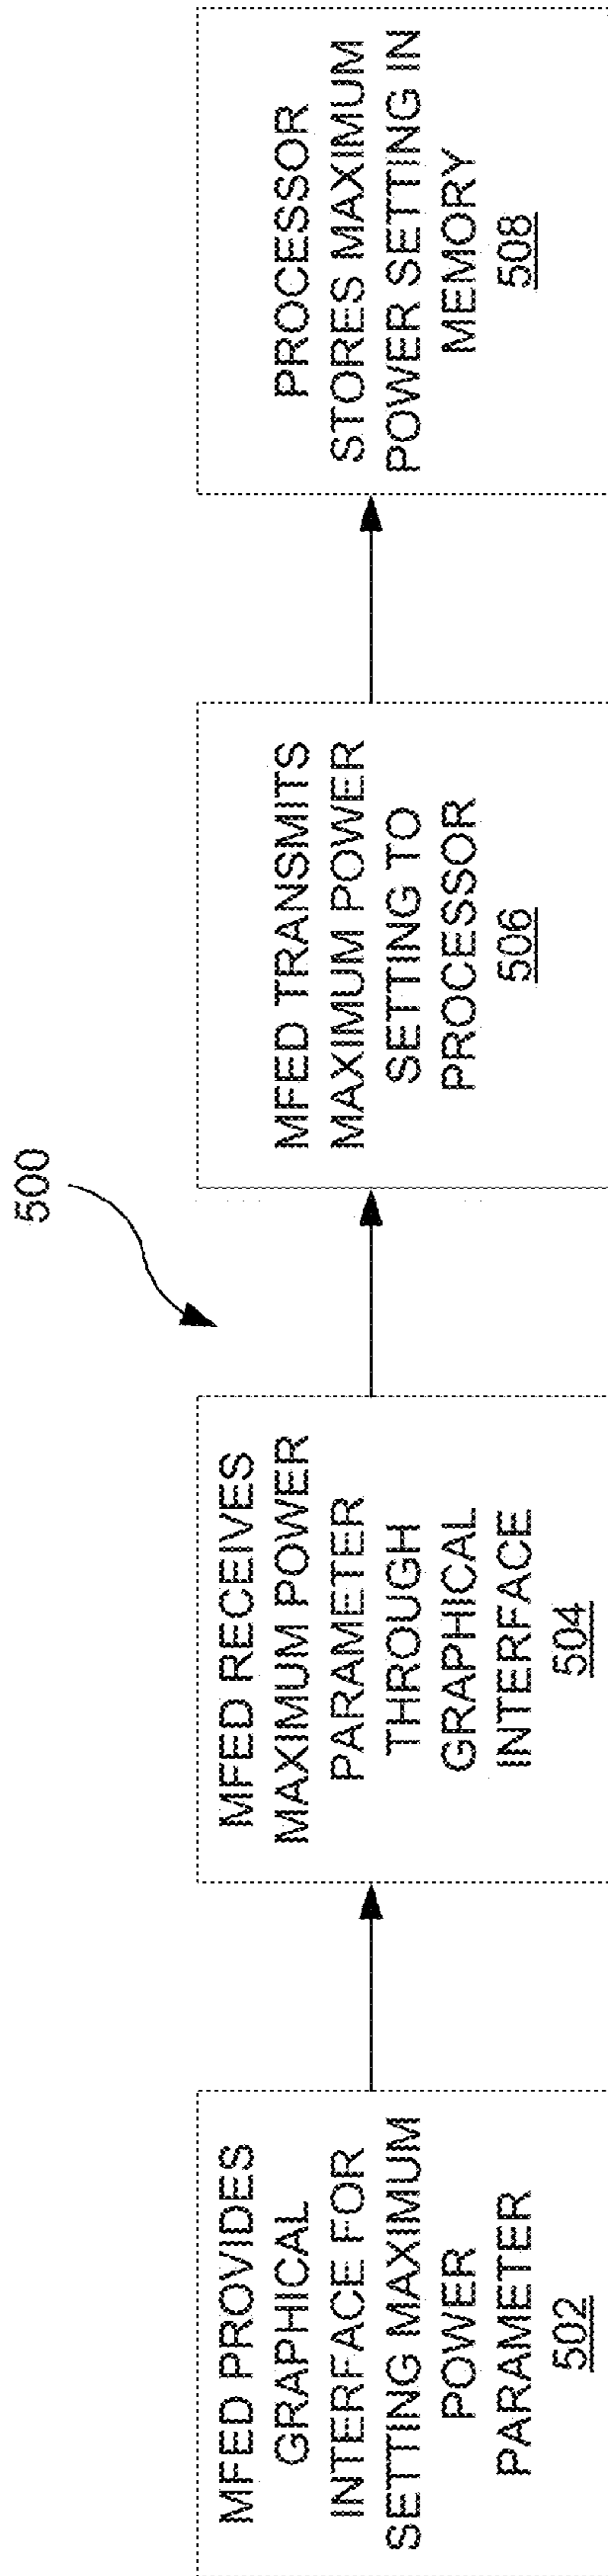 500
MFED PROVIDES
GRAPHICAL
INTERFACE FOR
SETTING MAXIMUM
POWER
PARAMETER
502
MFED RECEIVES
MAXIMUM POWER
PARAMETER
THROUGH
GRAPHICAL
INTERFACE
504
MFED TRANSMITS
MAXIMUM POWER
SETTING TO
PROCESSOR
506
PROCESSOR
STORES MAXIMUM
POWER SETTING IN
MEMORY
508